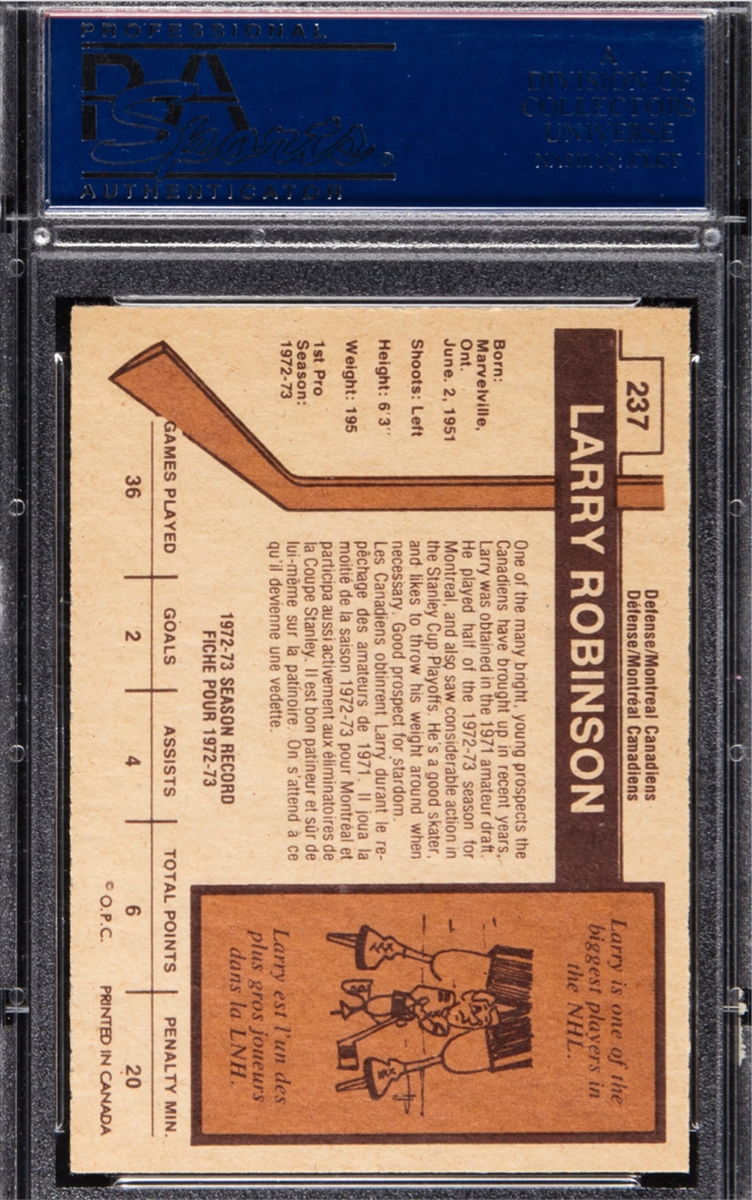 PROFESSIONAL
PSA
Sports
AUTHENTICATOR
A
DIVISION OF
COLLECTORS
UNIVERSE
NASDAQ: CLCT
237
Defense/Montreal Canadiens
Défense/Montréal Canadiens
LARRY ROBINSON
Born:
Marvelville,
Ont.
June. 2, 1951
Shoots: Left
Height: 6'3"
Weight: 195
1st Pro
Season:
1972-73
One of the many bright, young prospects the
Canadiens have brought up in recent years,
Larry was obtained in the 1971 amateur draft.
He played half of the 1972-73 season for
Montreal, and also saw considerable action in
the Stanley Cup Playoffs. He's a good skater,
and likes to throw his weight around when
necessary. Good prospect for stardom.
Les Canadiens obtinrent Larry durant le re-
pêchage des amateurs de 1971. Il joua la
moitié de la saison 1972-73 pour Montréal et
participa aussi activement aux éliminatoires de
la Coupe Stanley. Il est bon patineur et sûr de
lui-même sur la patinoire. On s'attend à ce
qu'il devienne une vedette.
Larry is one of the
biggest players in
the NHL.
Larry est l'un des
plus gros joueurs
dans la LNH.
1972-73 SEASON RECORD
FICHE POUR 1972-73
GAMES PLAYED GOALS ASSISTS TOTAL POINTS PENALTY MIN.
36 2 4 6 20
© O.P.C. PRINTED IN CANADA